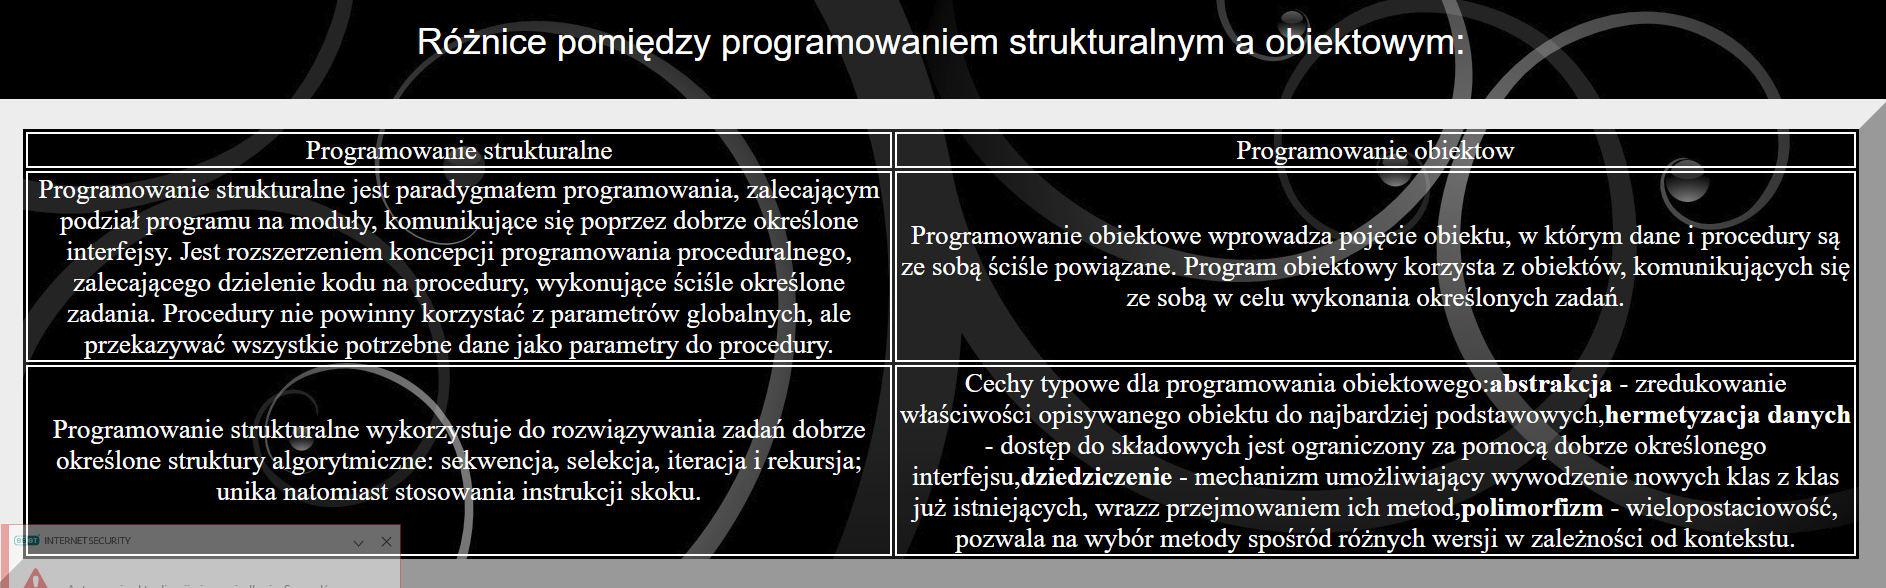 Różnice pomiędzy programowaniem strukturalnym a obiektowym:
Programowanie strukturalne
Programowanie obiektow
Programowanie strukturalne jest paradygmatem programowania, zalecającym
podział programu na moduły, komunikujące się poprzez dobrze określone
interfejsy. Jest rozszerzeniem koncepcji programowania proceduralnego,
zalecającego dzielenie kodu na procedury, wykonujące ściśle określone
zadania. Procedury nie powinny korzystać z parametrów globalnych, ale
przekazywać wszystkie potrzebne dane jako parametry do procedury.
Programowanie obiektowe wprowadza pojęcie obiektu, w którym dane i procedury są
ze sobą ściśle powiązane. Program obiektowy korzysta z obiektów, komunikujących się
ze sobą w celu wykonania określonych zadań.
Programowanie strukturalne wykorzystuje do rozwiązywania zadań dobrze
określone struktury algorytmiczne: sekwencja, selekcja, iteracja i rekursja;
unika natomiast stosowania instrukcji skoku.
Cechy typowe dla programowania obiektowego:abstrakcja - zredukowanie
właściwości opisywanego obiektu do najbardziej podstawowych,hermetyzacja danych
- dostęp do składowych jest ograniczony za pomocą dobrze określonego
interfejsu,dziedziczenie - mechanizm umożliwiający wywodzenie nowych klas z klas
już istniejących, wrazz przejmowaniem ich metod,polimorfizm - wielopostaciowość,
pozwala na wybór metody spośród różnych wersji w zależności od kontekstu.
INTERNET SECURITY